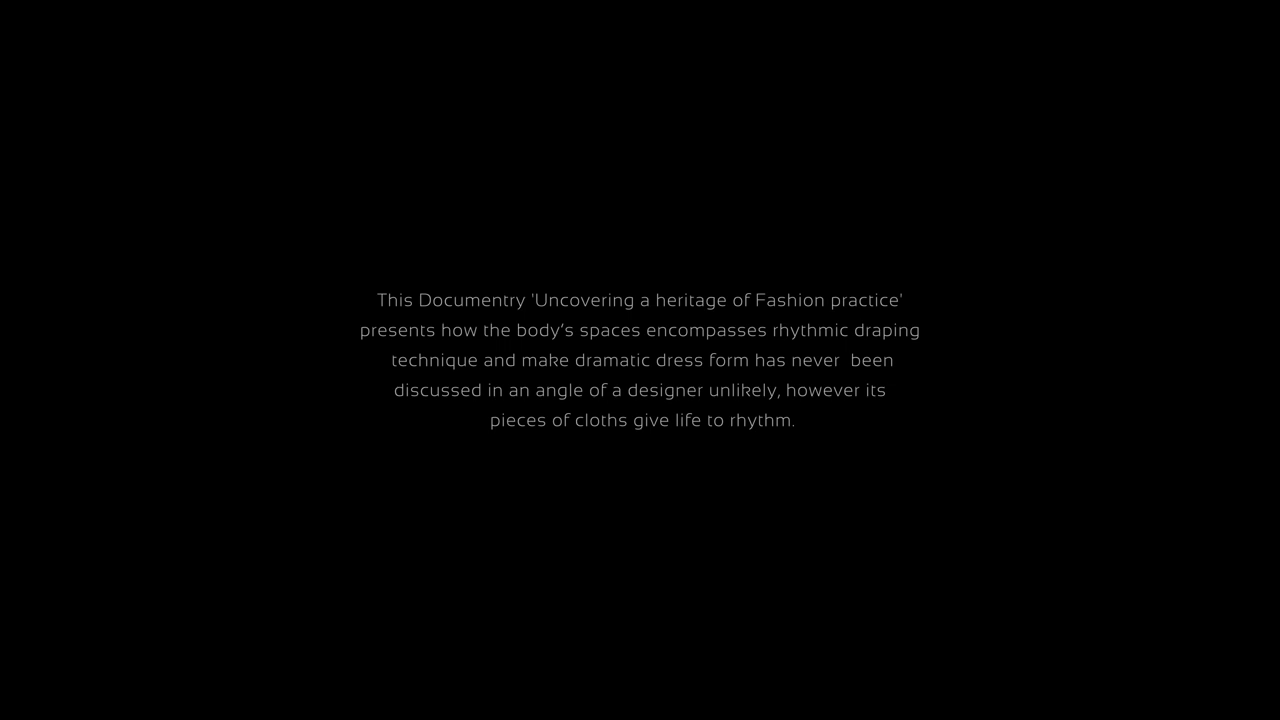 This Documentry 'Uncovering a heritage of Fashion practice'
presents how the body’s spaces encompasses rhythmic draping
technique and make dramatic dress form has never  been
discussed in an angle of a designer unlikely, however its
pieces of cloths give life to rhythm.